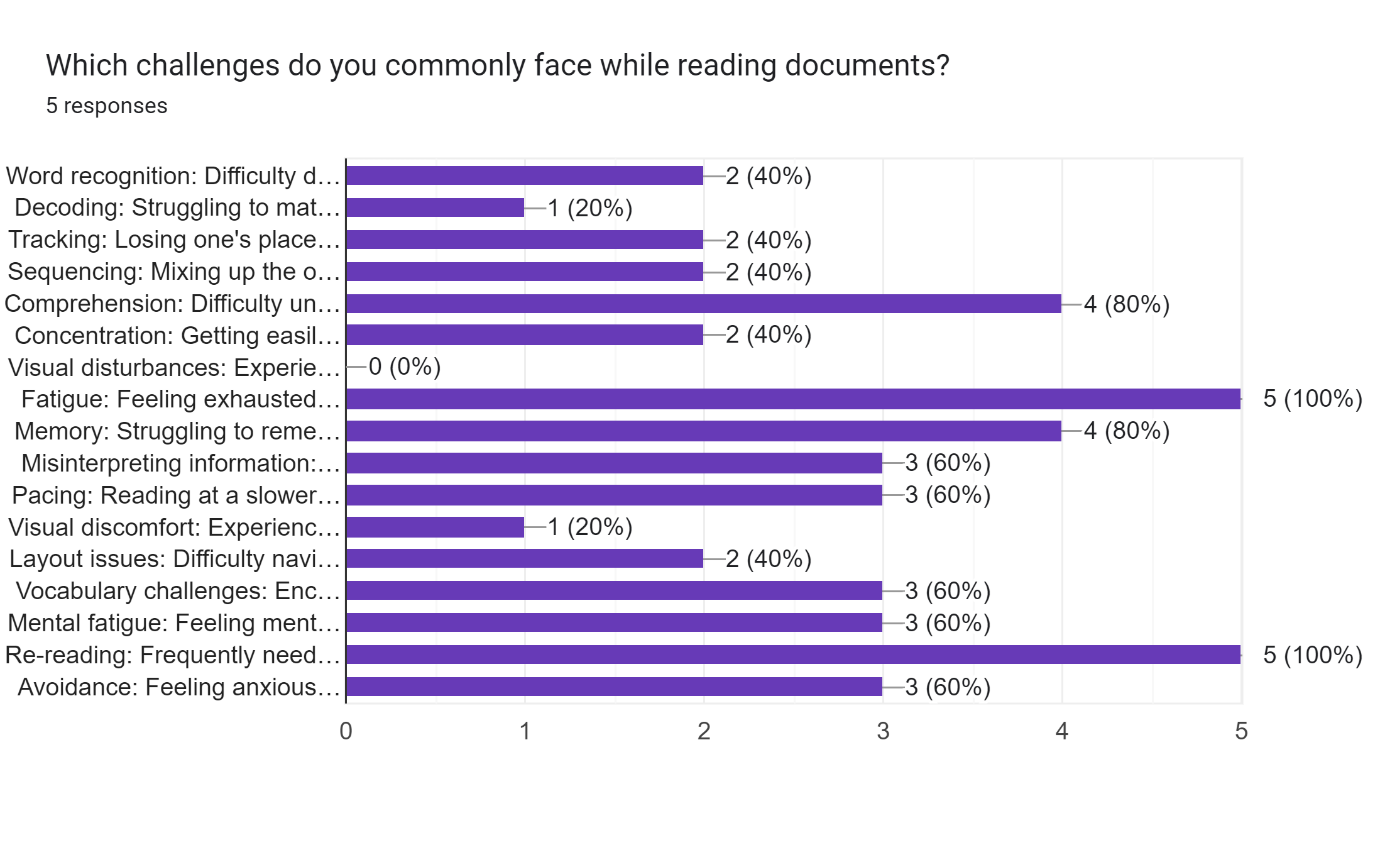 Which challenges do you commonly face while reading documents?
5 responses
Word recognition: Difficulty d… 2 (40%)
Decoding: Struggling to mat… 1 (20%)
Tracking: Losing one's place… 2 (40%)
Sequencing: Mixing up the o… 2 (40%)
Comprehension: Difficulty un… 4 (80%)
Concentration: Getting easil… 2 (40%)
Visual disturbances: Experie… 0 (0%)
Fatigue: Feeling exhausted… 5 (100%)
Memory: Struggling to reme… 4 (80%)
Misinterpreting information:… 3 (60%)
Pacing: Reading at a slower… 3 (60%)
Visual discomfort: Experienc… 1 (20%)
Layout issues: Difficulty navi… 2 (40%)
Vocabulary challenges: Enc… 3 (60%)
Mental fatigue: Feeling ment… 3 (60%)
Re-reading: Frequently need… 5 (100%)
Avoidance: Feeling anxious… 3 (60%)
0 1 2 3 4 5